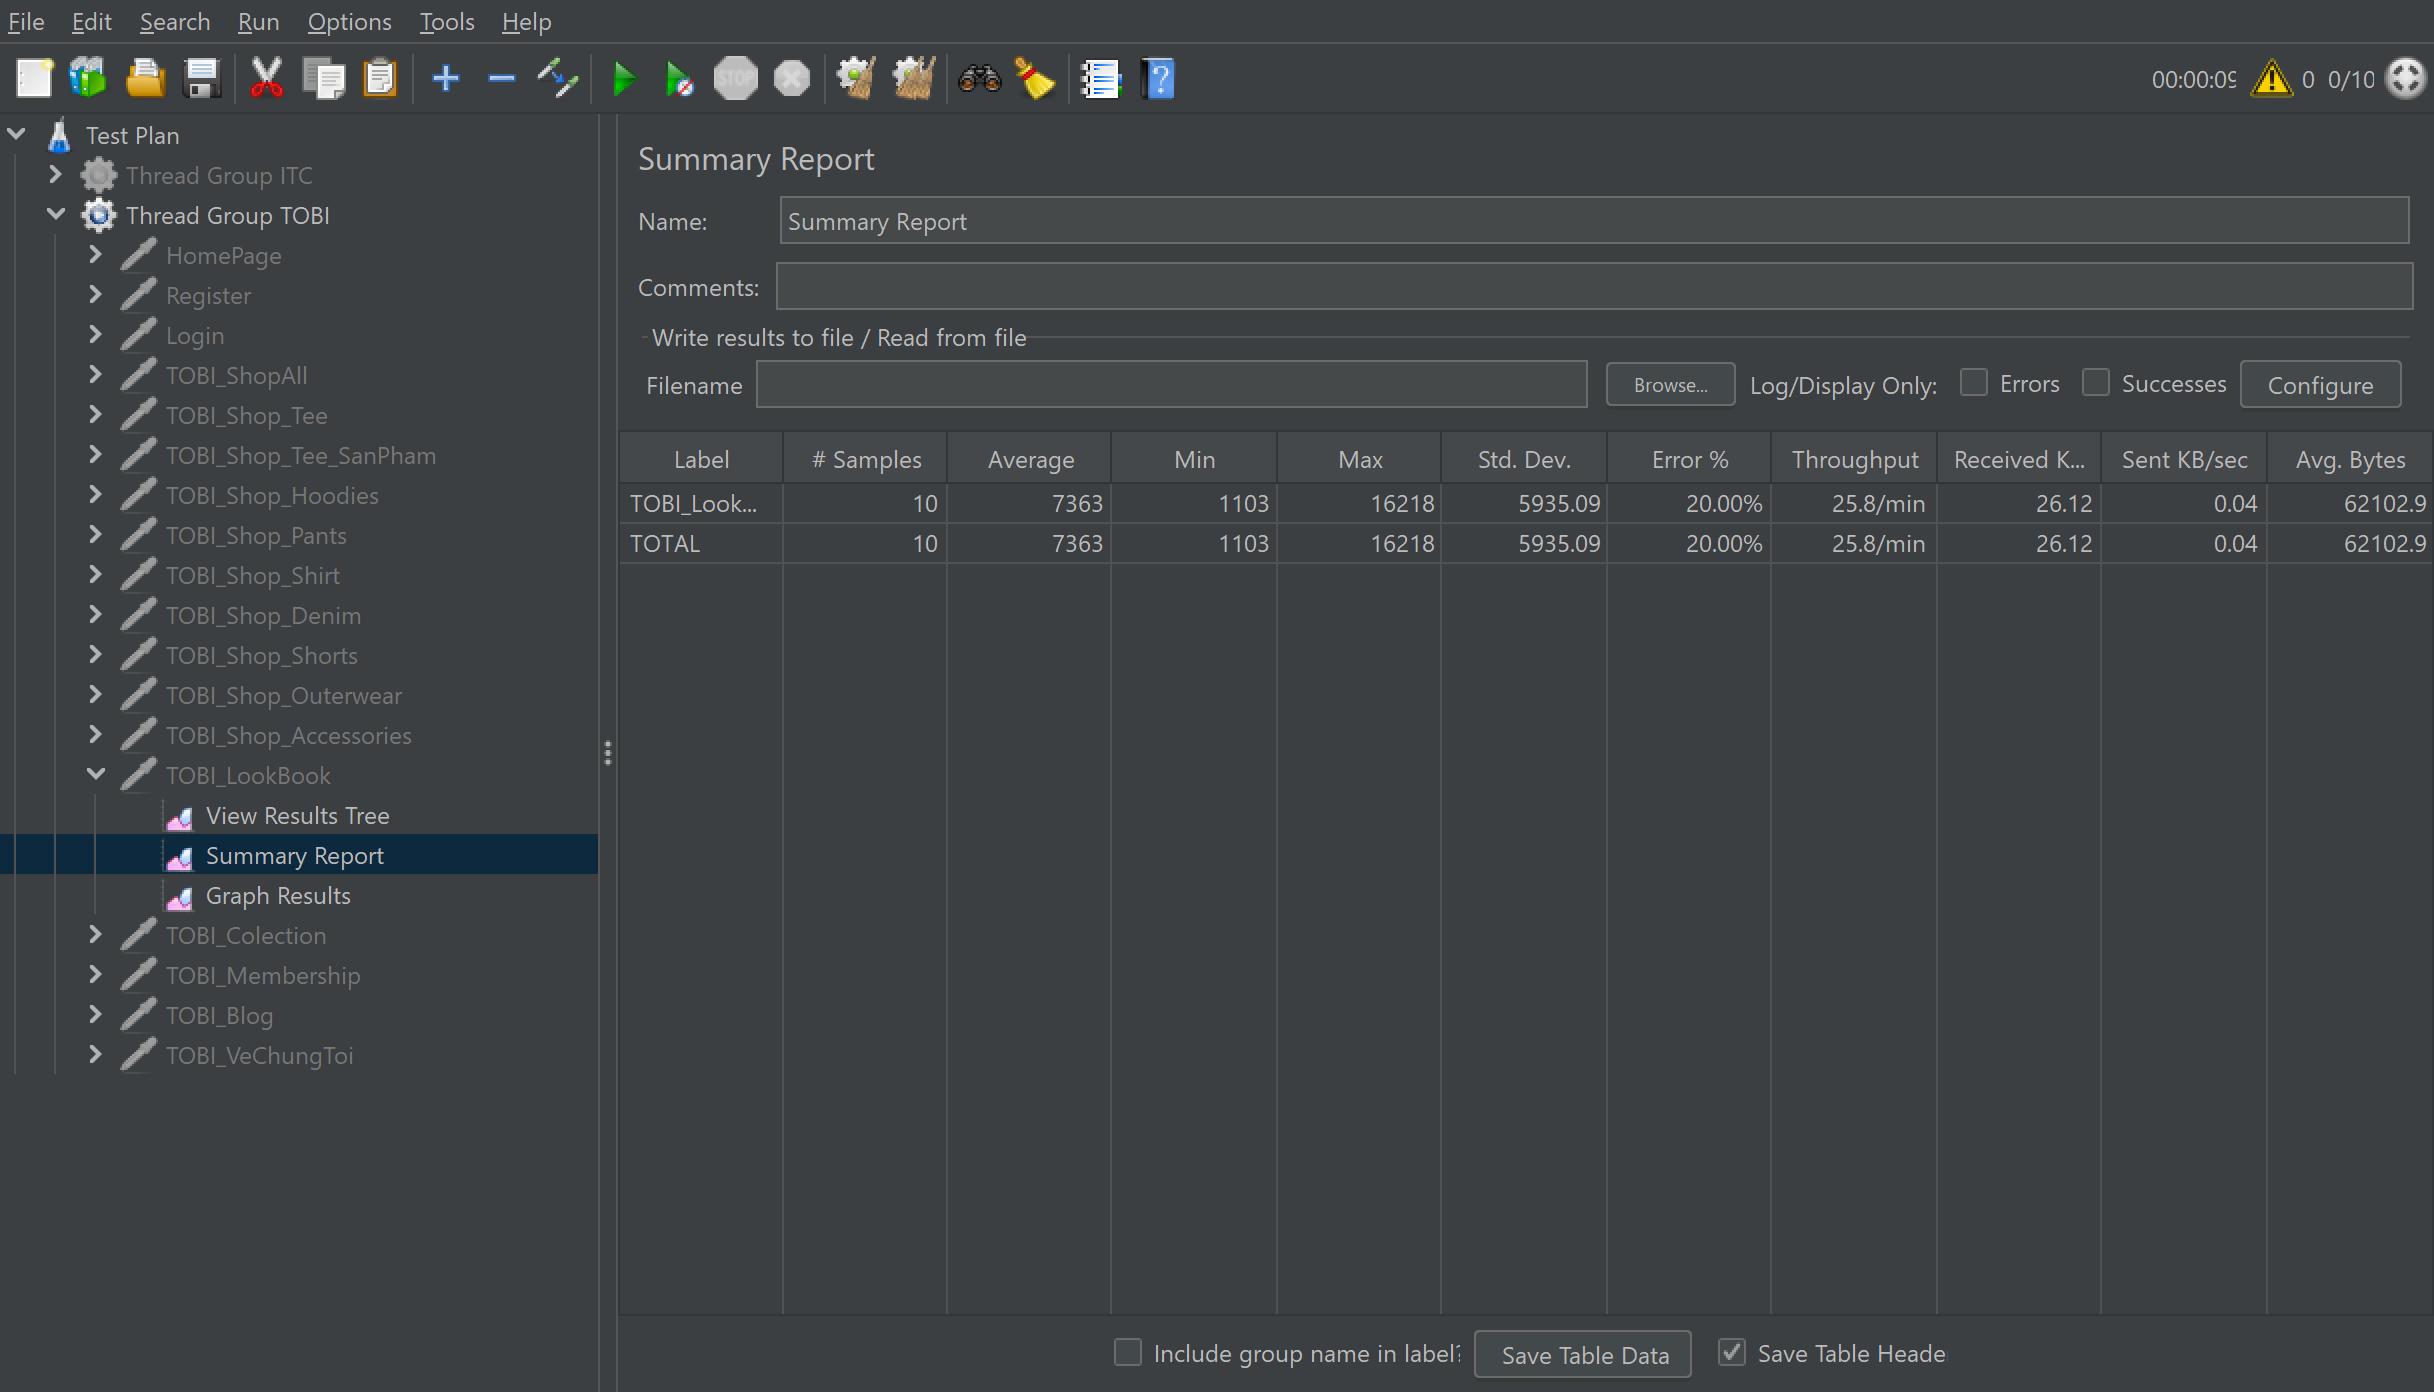 File Edit Search Run Options Tools Help
STOP
00:00:09 0 0/10
Test Plan
Thread Group ITC
Thread Group TOBI
HomePage
Register
Login
TOBI_ShopAll
TOBI_Shop_Tee
TOBI_Shop_Tee_SanPham
TOBI_Shop_Hoodies
TOBI_Shop_Pants
TOBI_Shop_Shirt
TOBI_Shop_Denim
TOBI_Shop_Shorts
TOBI_Shop_Outerwear
TOBI_Shop_Accessories
TOBI_LookBook
View Results Tree
Summary Report
Graph Results
TOBI_Colection
TOBI_Membership
TOBI_Blog
TOBI_VeChungToi
Summary Report
Name: Summary Report
Comments:
Write results to file / Read from file
Filename Browse... Log/Display Only: Errors Successes Configure
Label # Samples Average Min Max Std. Dev. Error % Throughput Received K... Sent KB/sec Avg. Bytes
TOBI_Look... 10 7363 1103 16218 5935.09 20.00% 25.8/min 26.12 0.04 62102.9
TOTAL 10 7363 1103 16218 5935.09 20.00% 25.8/min 26.12 0.04 62102.9
Include group name in label? Save Table Data Save Table Heade